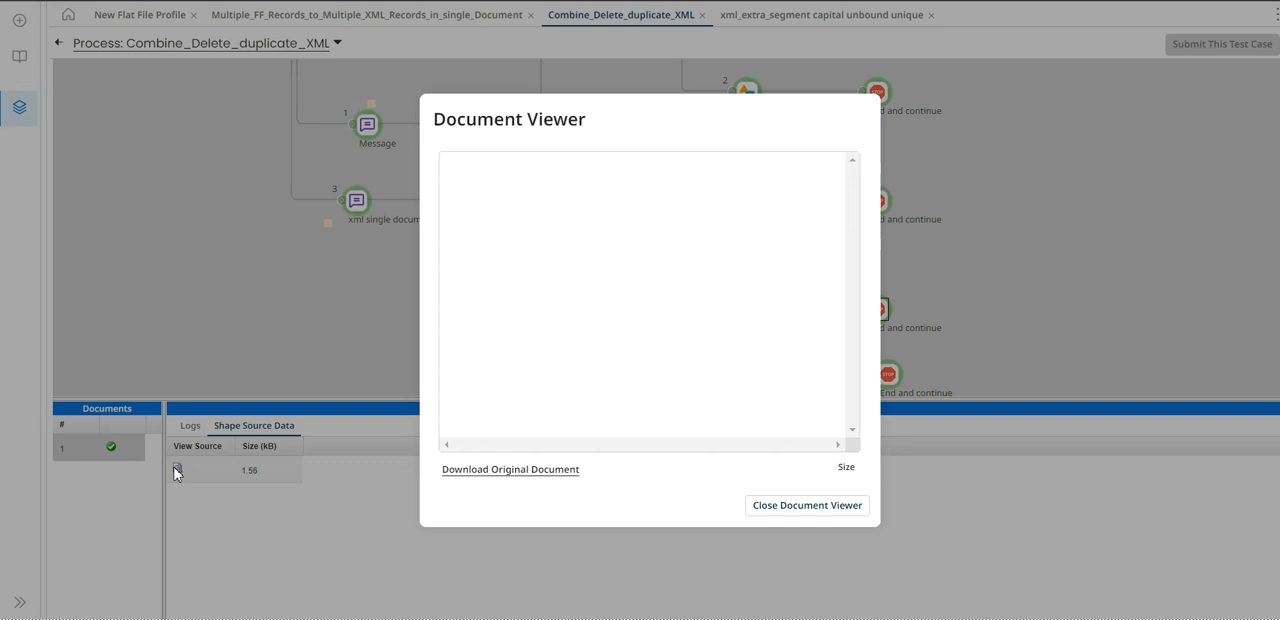 New Flat File Profile
Multiple_FF_Records_to_Multiple_XML_Records_in_single_Document
Combine_Delete_duplicate_XML
xml_extra_segment capital unbound unique
Process: Combine_Delete_duplicate_XML
Submit This Test Case
2
STOP
d and continue
1
Message
3
xml single docum
d and continue
d and continue
STOP
End and continue
Document Viewer
Download Original Document
Size
Close Document Viewer
Documents
#
1
Logs
Shape Source Data
View Source
Size (kB)
1.56